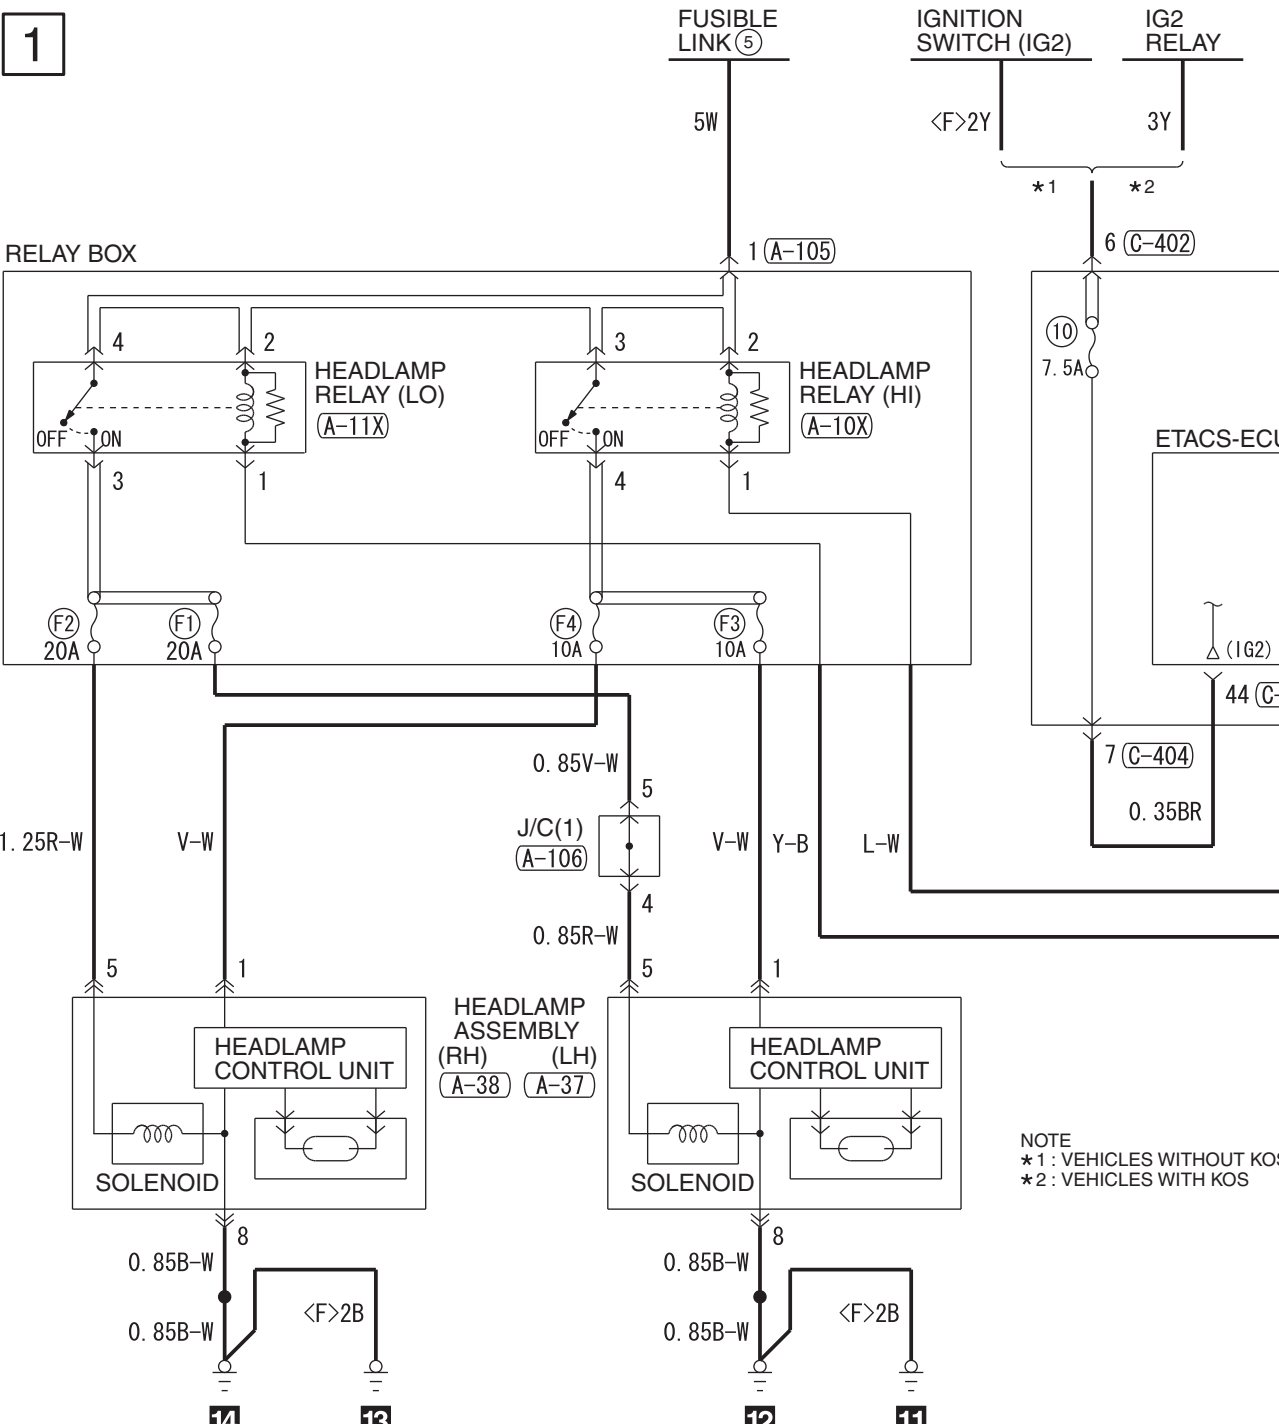 1
FUSIBLE
LINK 5
IGNITION
SWITCH (IG2)
IG2
RELAY
5W
<F>2Y
3Y
*1
*2
RELAY BOX
1 A-105
6 C-402
4
2
3
2
10
7.5A
HEADLAMP
RELAY (LO)
A-11X
HEADLAMP
RELAY (HI)
A-10X
OFF
ON
OFF
ON
ETACS-ECU
3
1
4
1
F2
20A
F1
20A
F4
10A
F3
10A
(IG2)
44
7 C-404
0.85V-W
5
0.35BR
J/C(1)
A-106
1.25R-W
V-W
V-W
Y-B
L-W
4
0.85R-W
5
1
5
1
HEADLAMP
ASSEMBLY
(RH)
(LH)
A-38
A-37
HEADLAMP
CONTROL UNIT
HEADLAMP
CONTROL UNIT
SOLENOID
SOLENOID
NOTE
*1 : VEHICLES WITHOUT KOS
*2 : VEHICLES WITH KOS
8
8
0.85B-W
0.85B-W
<F>2B
<F>2B
0.85B-W
0.85B-W
14
13
12
11